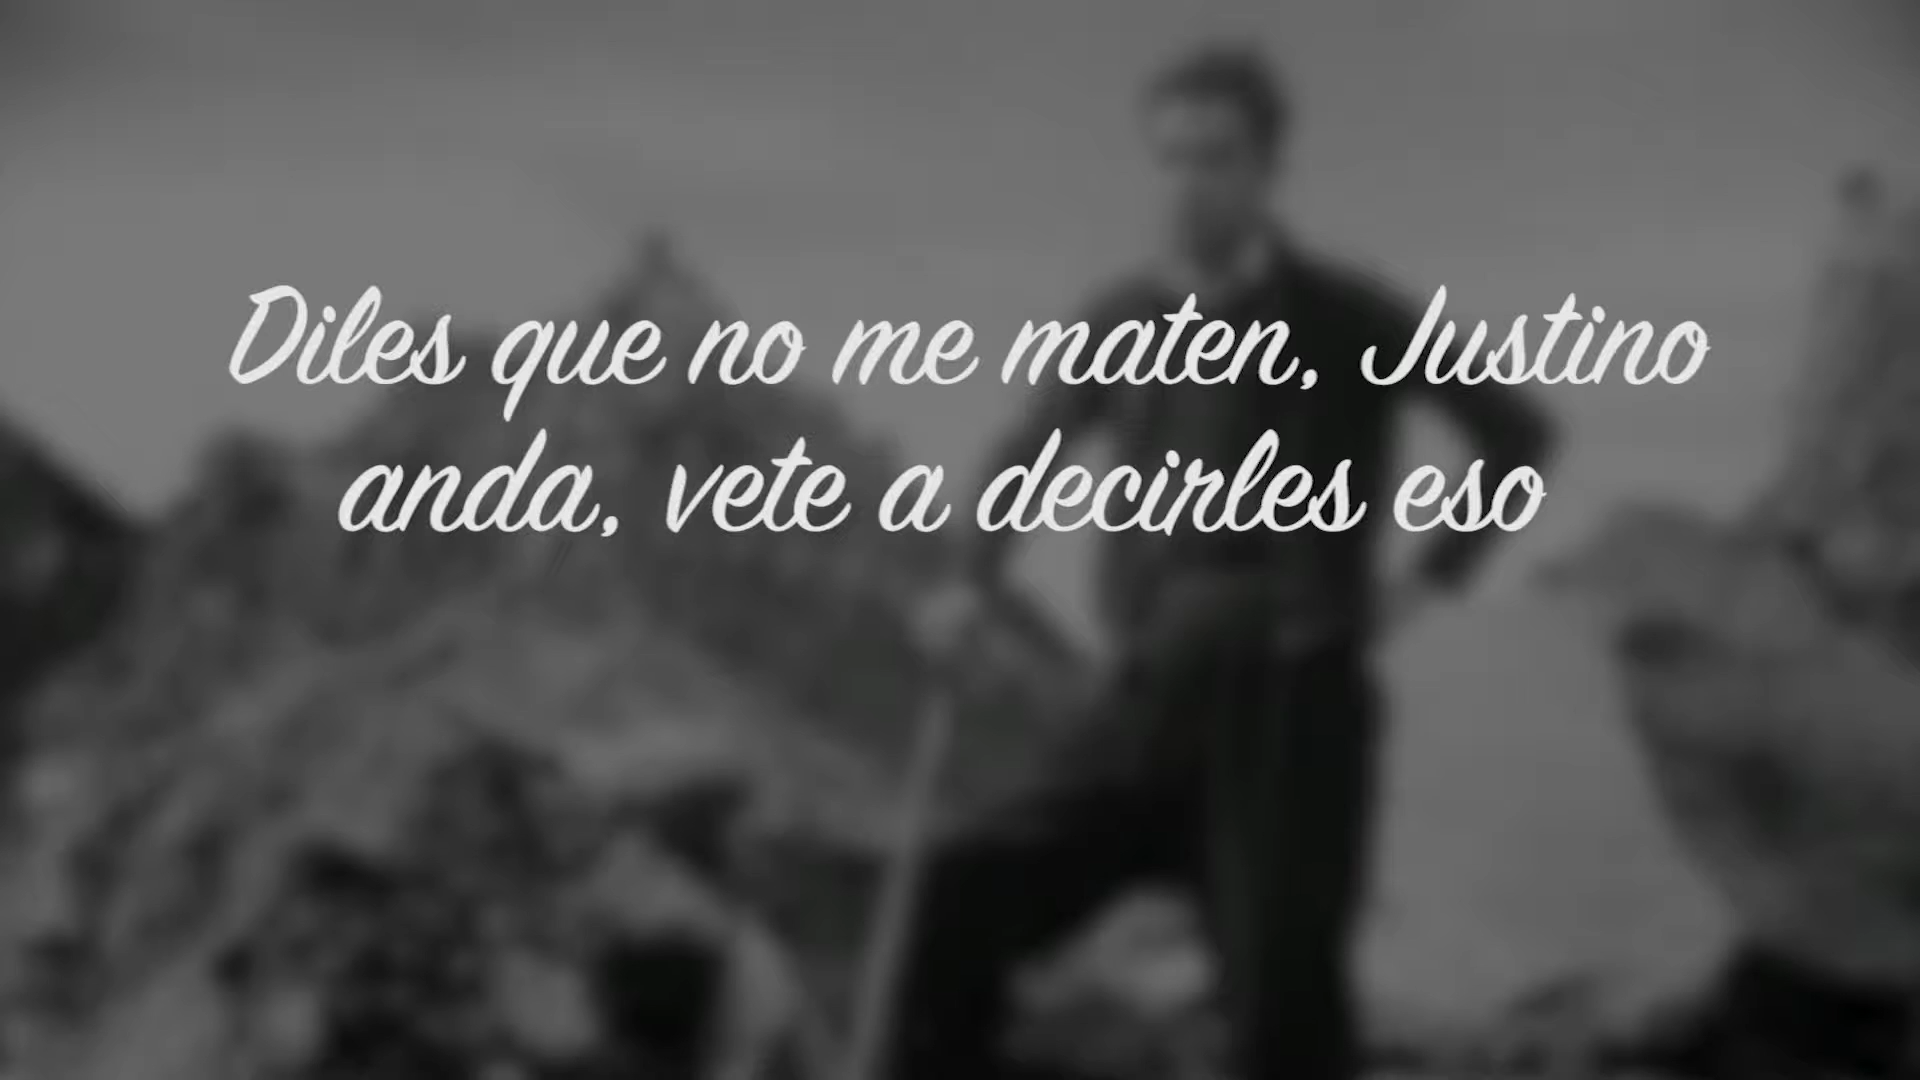 Diles que no me maten, Justino
anda, vete a decirles eso